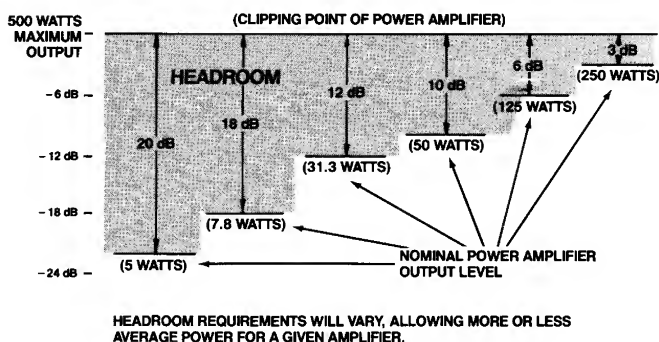 500 WATTS
MAXIMUM
OUTPUT
(CLIPPING POINT OF POWER AMPLIFIER)
HEADROOM
3 dB
6 dB
(250 WATTS)
-6 dB
12 dB
10 dB
(125 WATTS)
18 dB
20 dB
(50 WATTS)
-12 dB
(31.3 WATTS)
-18 dB
(7.8 WATTS)
NOMINAL POWER AMPLIFIER
OUTPUT LEVEL
-24 dB
(5 WATTS)
HEADROOM REQUIREMENTS WILL VARY, ALLOWING MORE OR LESS
AVERAGE POWER FOR A GIVEN AMPLIFIER.